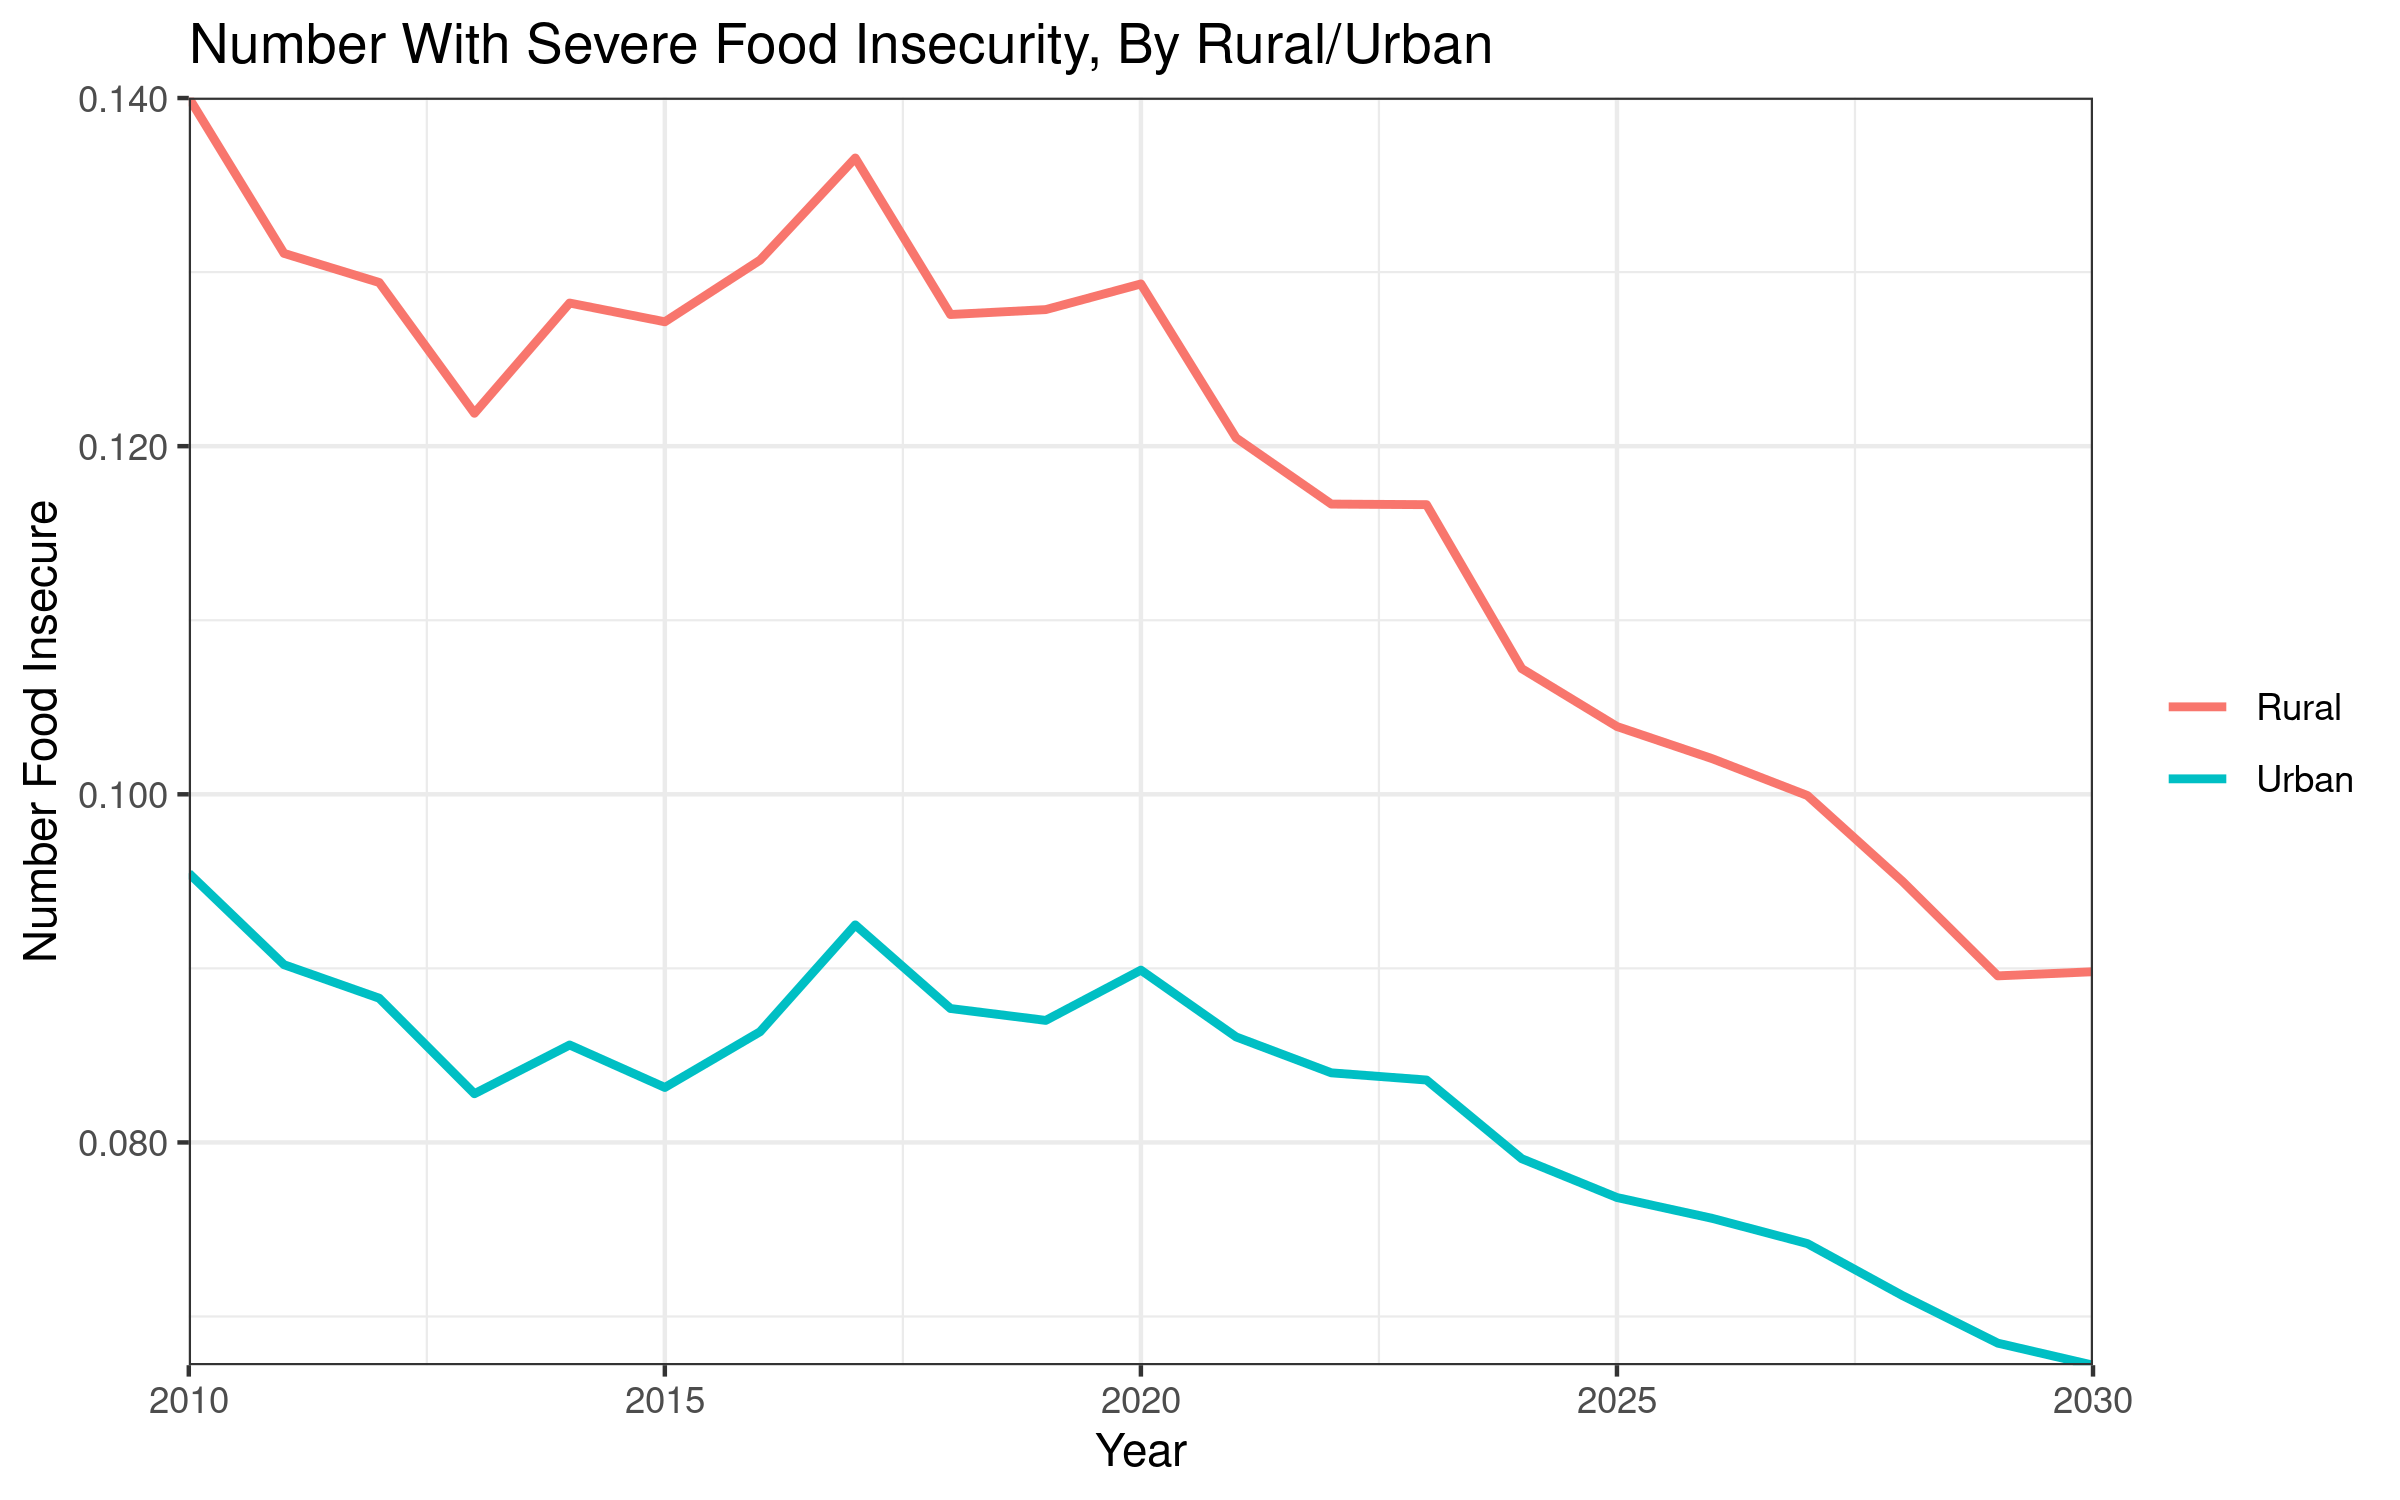 Number With Severe Food Insecurity, By Rural/Urban
0.140
0.120
0.100
0.080
Number Food Insecure
2010 2015 2020 2025 2030
Year
Rural
Urban